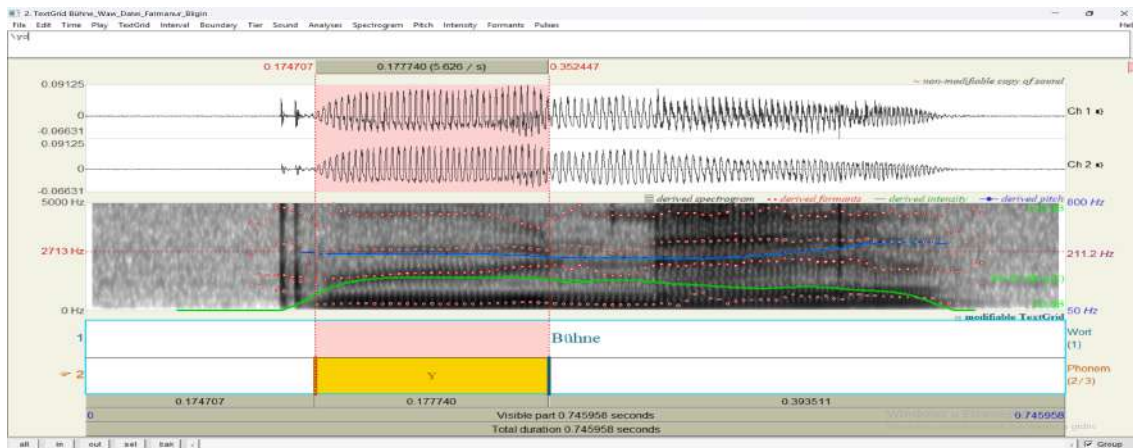 2. TextGrid Bühne_Waw_Datei_Fatmanur_Bilgin
File Edit Time Play TextGrid Interval Boundary Tier Sound Analyses Spectrogram Pitch Intensity Formants Pulses Hel
0.174707 0.177740 (5.626 / s) 0.352447
~ non-modifiable copy of sound
0.09125
0
-0.06631
Ch 1
0.09125
0
-0.06631
Ch 2
derived spectrogram derived formants derived intensity derived pitch
5000 Hz
600 Hz
2713 Hz
211.2 Hz
0 Hz
50 Hz
modifiable TextGrid
1 Bühne Wort (1)
2 Y Phonem (2/3)
0.174707 0.177740 0.393511
0 Visible part 0.745958 seconds 0.745958
Total duration 0.745958 seconds
all in out sel bak Group